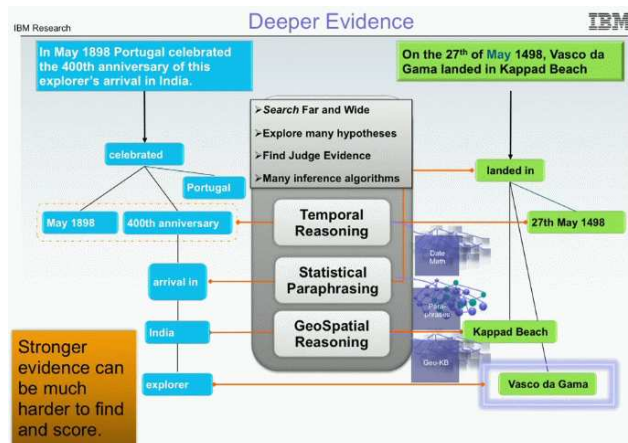 IBM Research
Deeper Evidence
IBM
In May 1898 Portugal celebrated
the 400th anniversary of this
explorer's arrival in India.
On the 27th of May 1498, Vasco da
Gama landed in Kappad Beach
➤Search Far and Wide
➤Explore many hypotheses
➤Find Judge Evidence
➤Many inference algorithms
celebrated
Portugal
May 1898
400th anniversary
arrival in
India
explorer
Temporal
Reasoning
Statistical
Paraphrasing
GeoSpatial
Reasoning
Date
Math
Para-
phrases
Geo-KB
landed in
27th May 1498
Kappad Beach
Vasco da Gama
Stronger
evidence can
be much
harder to find
and score.